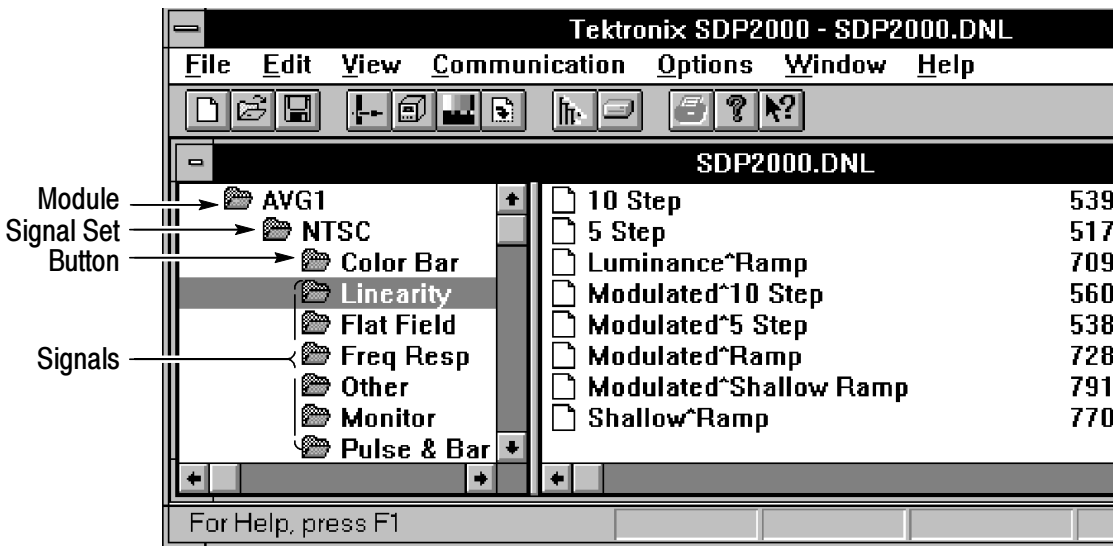 Tektronix SDP2000 - SDP2000.DNL
File Edit View Communication Options Window Help
SDP2000.DNL
Module
Signal Set
Button
Signals
AVG1
NTSC
Color Bar
Linearity
Flat Field
Freq Resp
Other
Monitor
Pulse & Bar
10 Step 539
5 Step 517
Luminance^Ramp 709
Modulated^10 Step 560
Modulated^5 Step 538
Modulated^Ramp 728
Modulated^Shallow Ramp 791
Shallow^Ramp 770
For Help, press F1